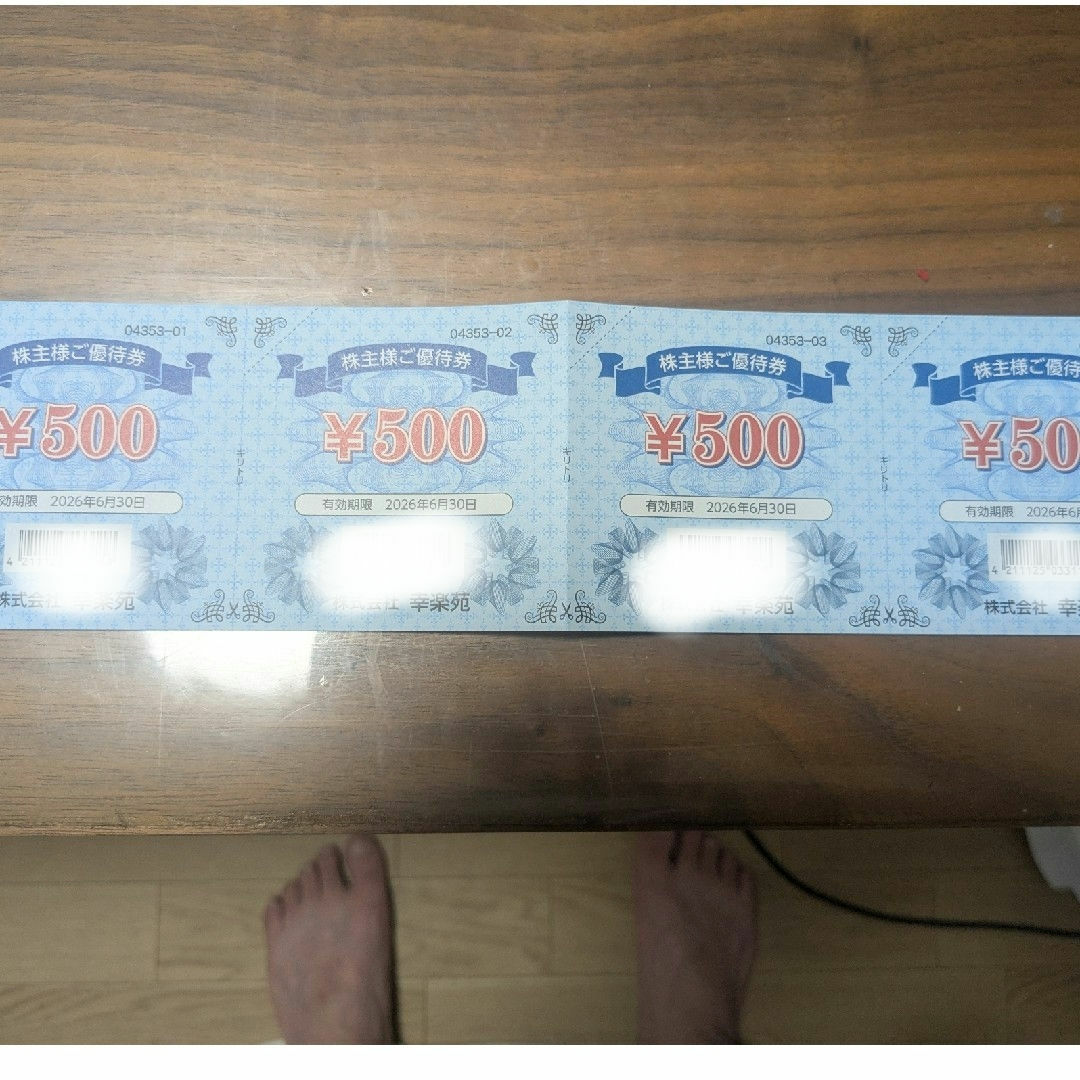 04353-01
株主様ご優待券
¥500
効期限 2026年6月30日
株式会社 幸楽苑
キリトリ
04353-02
株主様ご優待券
¥500
有効期限 2026年6月30日
株式会社 幸楽苑
キリトリ
04353-03
株主様ご優待券
¥500
有効期限 2026年6月30日
幸楽苑
キリトリ
株主様ご優待
¥50
有効期限 2026年6
株式会社 幸